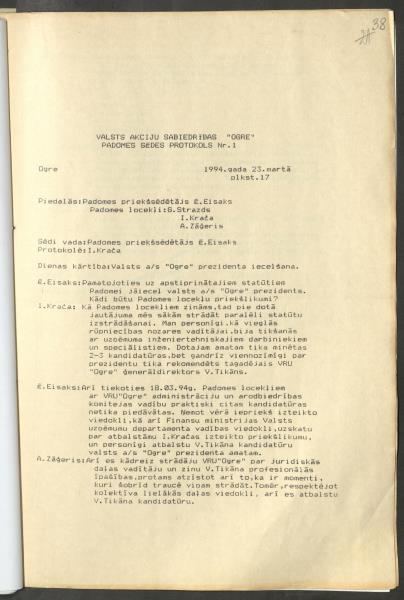 38
VALSTS AKCIJU SABIEDRĪBAS "OGRE"
PADOMES SĒDES PROTOKOLS Nr.1
Ogre 1994.gada 23.martā
plkst.17
Piedalās:Padomes priekšsēdētājs Ē.Eisaks
Padomes locekļi:G.Strazds
I.Krača
A.Zāģeris
Sēdi vada:Padomes priekšsēdētājs Ē.Eisaks
Protokolē:I.Krača
Dienas kārtība:Valsts a/s "Ogre" prezidenta iecelšana.
Ē.Eisaks:Pamatojoties uz apstiprinātajiem statūtiem
Padomei jāieceļ valsts a/s "Ogre" prezidents.
Kādi būtu Padomes locekļu priekšlikumi?
I.Krača: Kā Padomes locekļiem zināms,tad pie dotā
jautājuma mēs sākām strādāt paralēli statūtu
izstrādāšanai. Man personīgi,kā vieglās
rūpniecības nozares vadītājai,bija tikšanās
ar uzņēmuma inženiertehniskajiem darbiniekiem
un speciālistiem. Dotajam amatam tika minētas
2-3 kandidatūras,bet gandrīz viennozīmīgi par
prezidentu tika rekomendēts tagadējais VRU
"Ogre" ģenerāldirektors V.Tikāns.
Ē.Eisaks:Arī tiekoties 18.03.94g. Padomes locekļiem
ar VRU"Ogre" administrāciju un arodbiedrības
komitejas vadību praktiski citas kandidatūras
netika piedāvātas. Ņemot vērā iepriekš izteikto
viedokli,kā arī Finansu ministrijas Valsts
uzņēmumu departamenta vadības viedokli,uzskatu
par atbalstāmu I.Kračas izteikto priekšlikumu,
un personīgi atbalstu V.Tikāna kandidatūru
valsts a/s "Ogre" prezidenta amatam.
A.Zāģeris:Arī es kādreiz strādāju VRU"Ogre" par juridiskās
daļas vadītāju un zinu V.Tikāna profesionālās
īpašības,protams atzīstot arī to,ka ir momenti,
kuri šobrīd traucē viņam strādāt.Tomēr,respektējot
kolektīva lielākās daļas viedokli, arī es atbalstu
V.Tikāna kandidatūru.